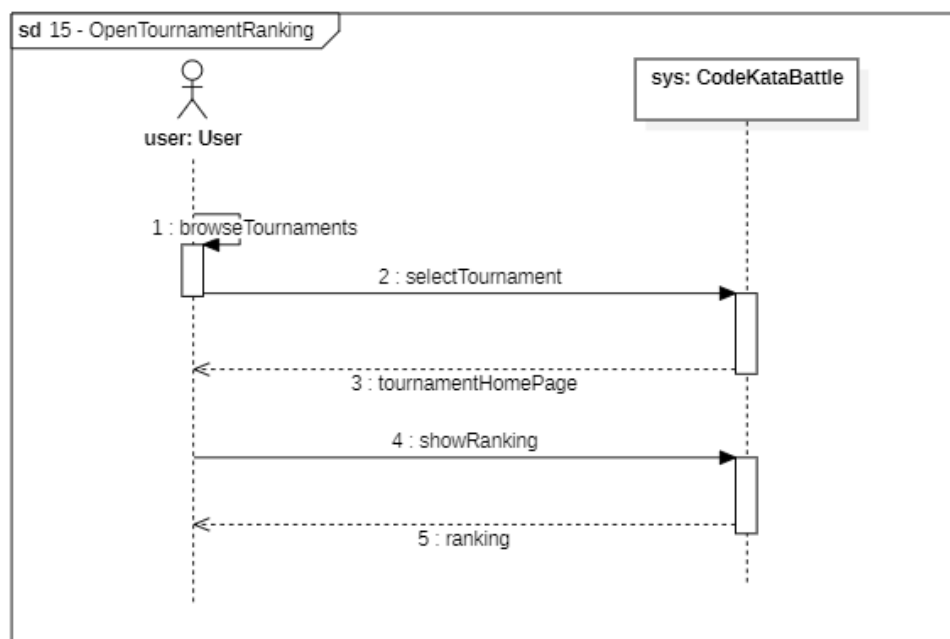 sd 15 - OpenTournamentRanking
user: User
sys: CodeKataBattle
1 : browseTournaments
2 : selectTournament
3 : tournamentHomePage
4 : showRanking
5 : ranking